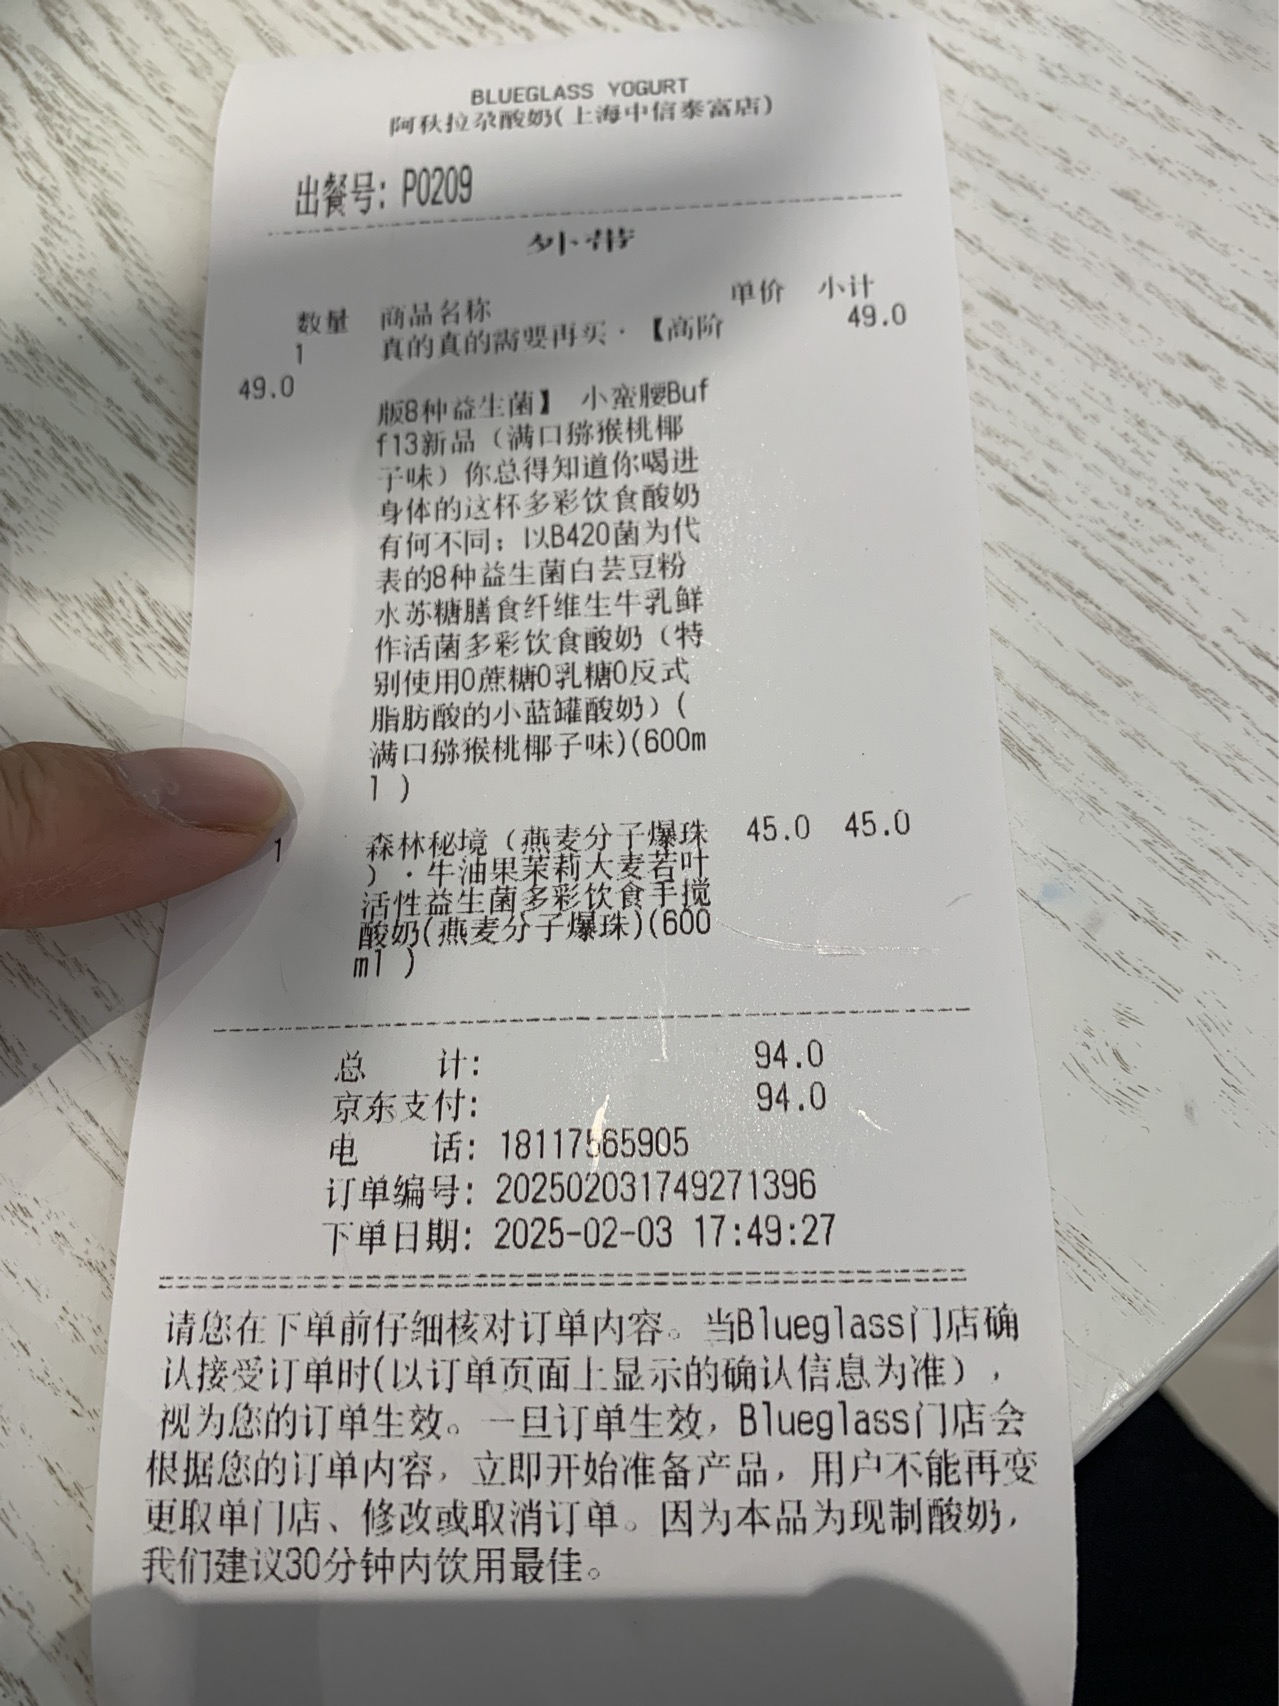 BLUEGLASS YOGURT
阿秋拉尕酸奶(上海中信泰富店)
出餐号: P0209
外带
数量 商品名称 单价 小计
1 真的真的需要再买·【高阶 49.0
49.0
版8种益生菌】 小蛮腰Buf
f13新品（满口猕猴桃椰
子味）你总得知道你喝进
身体的这杯多彩饮食酸奶
有何不同；以B420菌为代
表的8种益生菌白芸豆粉
水苏糖膳食纤维生牛乳鲜
作活菌多彩饮食酸奶（特
别使用0蔗糖0乳糖0反式
脂肪酸的小蓝罐酸奶）(
满口猕猴桃椰子味)(600m
l )
1 森林秘境（燕麦分子爆珠 45.0 45.0
）·牛油果茉莉大麦若叶
活性益生菌多彩饮食手搅
酸奶(燕麦分子爆珠)(600
ml )
总 计: 94.0
京东支付: 94.0
电 话: 18117565905
订单编号: 202502031749271396
下单日期: 2025-02-03 17:49:27
请您在下单前仔细核对订单内容。当Blueglass门店确
认接受订单时(以订单页面上显示的确认信息为准)，
视为您的订单生效。一旦订单生效，Blueglass门店会
根据您的订单内容，立即开始准备产品，用户不能再变
更取单门店、修改或取消订单。因为本品为现制酸奶，
我们建议30分钟内饮用最佳。